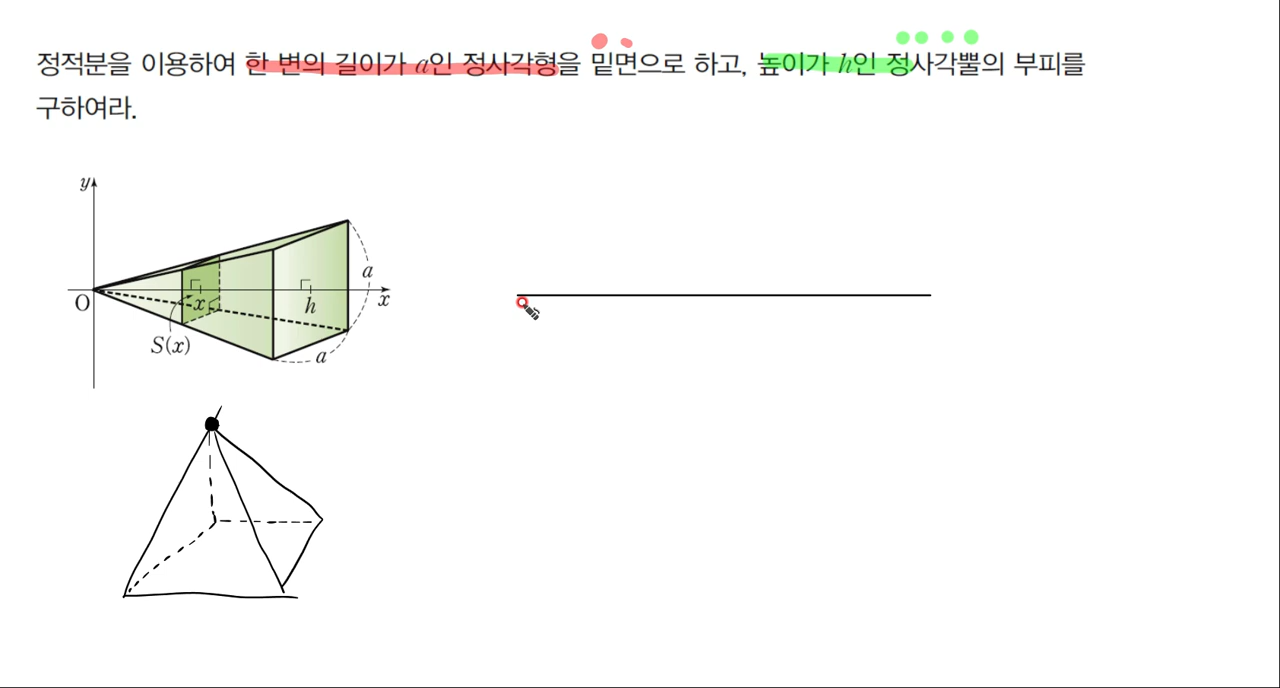 정적분을 이용하여 한 변의 길이가 a인 정사각형을 밑면으로 하고, 높이가 h인 정사각뿔의 부피를
구하여라.
y
a
O
x
h
x
S(x)
a